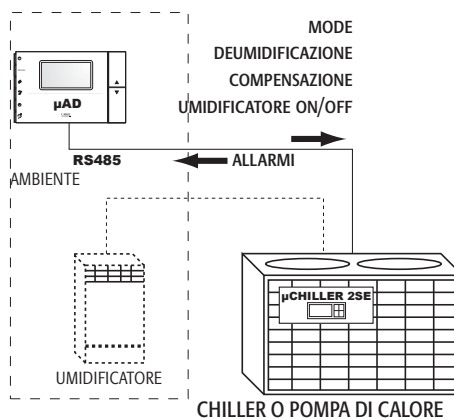 MODE
DEUMIDIFICAZIONE
COMPENSAZIONE
UMIDIFICATORE ON/OFF
µAD
RS485
ALLARMI
AMBIENTE
µCHILLER 2SE
UMIDIFICATORE
CHILLER O POMPA DI CALORE